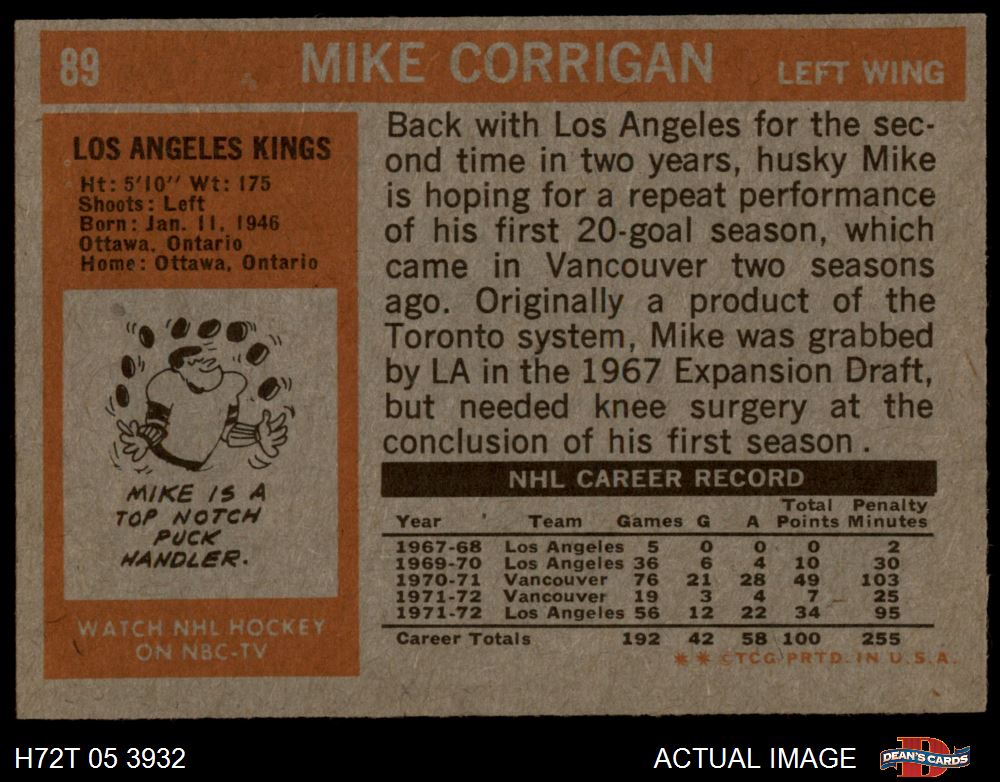 89 MIKE CORRIGAN LEFT WING
LOS ANGELES KINGS
Ht: 5'10" Wt: 175
Shoots: Left
Born: Jan. 11, 1946
Ottawa, Ontario
Home: Ottawa, Ontario
MIKE IS A
TOP NOTCH
PUCK
HANDLER.
WATCH NHL HOCKEY
ON NBC-TV
Back with Los Angeles for the sec-
ond time in two years, husky Mike
is hoping for a repeat performance
of his first 20-goal season, which
came in Vancouver two seasons
ago. Originally a product of the
Toronto system, Mike was grabbed
by LA in the 1967 Expansion Draft,
but needed knee surgery at the
conclusion of his first season.
NHL CAREER RECORD
Total Penalty
Year Team Games G A Points Minutes
1967-68 Los Angeles 5 0 0 0 2
1969-70 Los Angeles 36 6 4 10 30
1970-71 Vancouver 76 21 28 49 103
1971-72 Vancouver 19 3 4 7 25
1971-72 Los Angeles 56 12 22 34 95
Career Totals 192 42 58 100 255
* * ©TCG PRTD. IN U.S.A.
H72T 05 3932 ACTUAL IMAGE DEAN'S CARDS